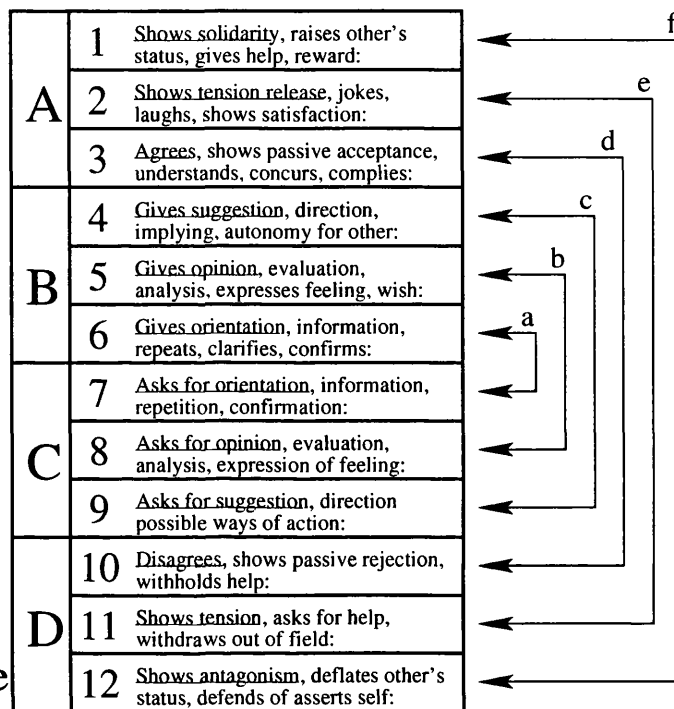 f
A
1 Shows solidarity, raises other's
status, gives help, reward:
e
2 Shows tension release, jokes,
laughs, shows satisfaction:
d
3 Agrees, shows passive acceptance,
understands, concurs, complies:
c
B
4 Gives suggestion, direction,
implying, autonomy for other:
b
5 Gives opinion, evaluation,
analysis, expresses feeling, wish:
a
6 Gives orientation, information,
repeats, clarifies, confirms:
C
7 Asks for orientation, information,
repetition, confirmation:
8 Asks for opinion, evaluation,
analysis, expression of feeling:
9 Asks for suggestion, direction
possible ways of action:
D
10 Disagrees, shows passive rejection,
withholds help:
11 Shows tension, asks for help,
withdraws out of field:
e
12 Shows antagonism, deflates other's
status, defends of asserts self: